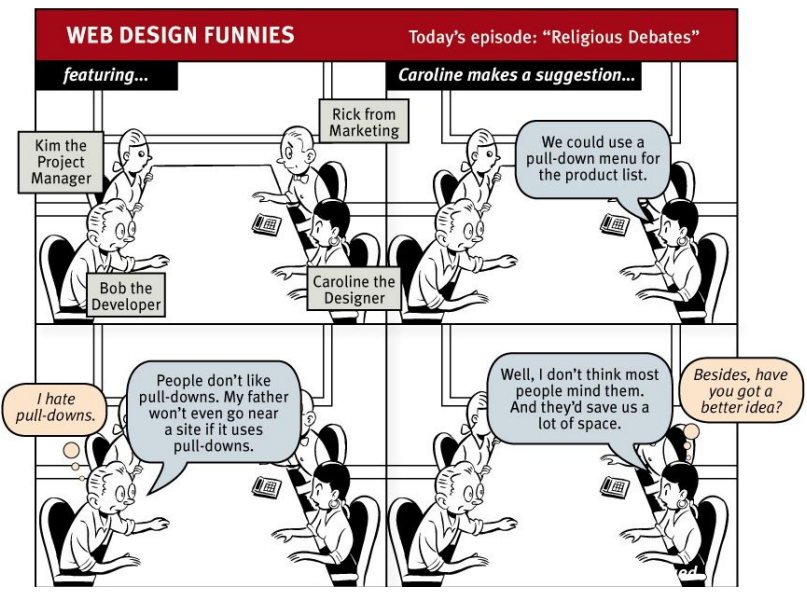 WEB DESIGN FUNNIES
Today's episode: “Religious Debates”
featuring...
Kim the
Project
Manager
Rick from
Marketing
Bob the
Developer
Caroline the
Designer
Caroline makes a suggestion...
We could use a
pull-down menu for
the product list.
I hate
pull-downs.
People don't like
pull-downs. My father
won't even go near
a site if it uses
pull-downs.
Well, I don't think most
people mind them.
And they'd save us a
lot of space.
Besides, have
you got a
better idea?